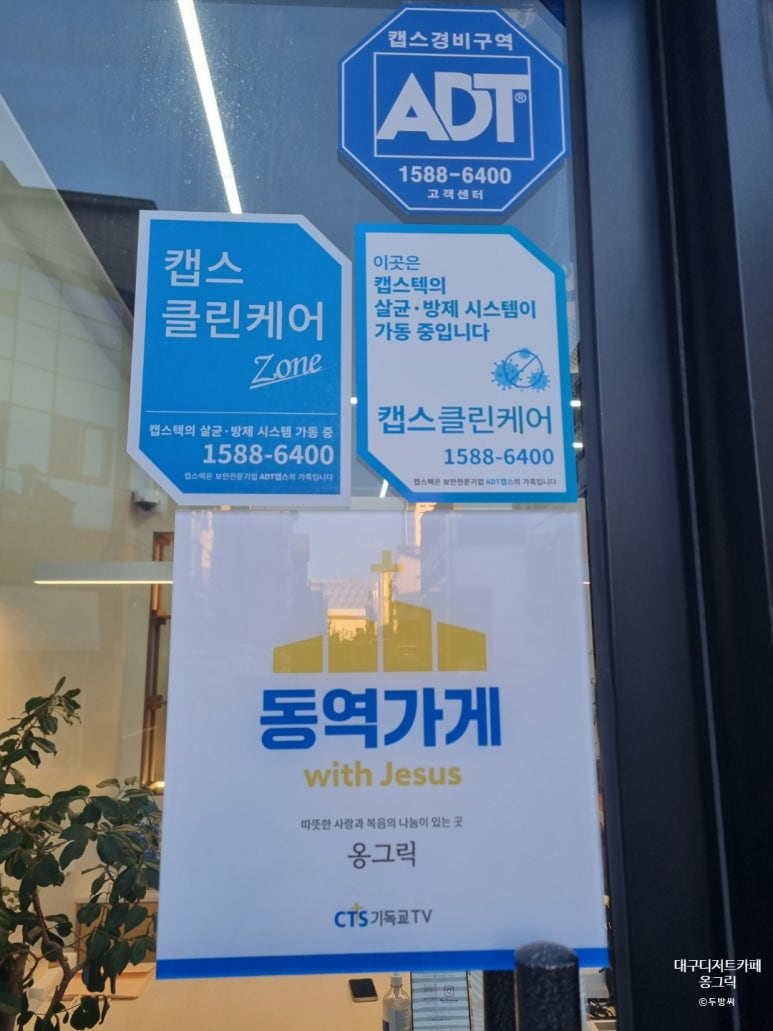 캡스경비구역
ADT®
1588-6400
고객센터
캡스
클린케어
Zone
캡스텍의 살균·방제 시스템 가동 중
1588-6400
캡스텍은 보안전문기업 ADT캡스의 가족입니다
이곳은
캡스텍의
살균·방제 시스템이
가동 중입니다
캡스클린케어
1588-6400
캡스텍은 보안전문기업 ADT캡스의 가족입니다
동역가게
with Jesus
따뜻한 사랑과 복음의 나눔이 있는 곳
옹그릭
CTS기독교TV
대구디저트카페
옹그릭
©두방씨